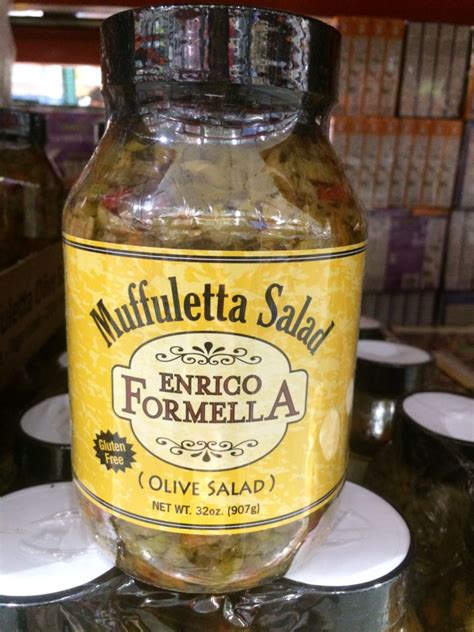 Muffuletta Salad
ENRICO
FORMELLA
Gluten
Free
( OLIVE SALAD )
NET WT. 32oz. (907g)